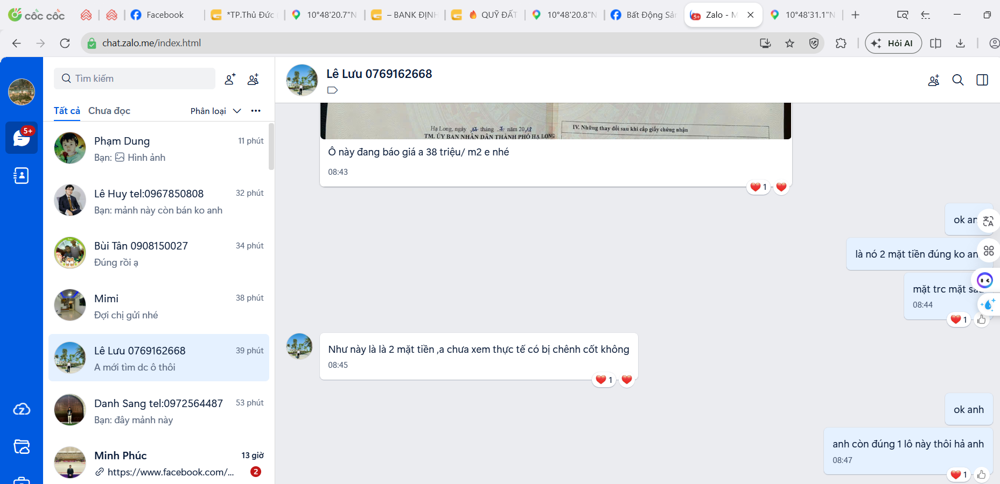 cốc cốc
Facebook
*TP.Thủ Đức
10°48'20.7"N
– BANK ĐỊNH
🔥 QUỸ ĐẤT
10°48'20.8"N
Bất Động Sản
Zalo - M
10°48'31.1"N
chat.zalo.me/index.html
Hỏi AI
Tìm kiếm
Tất cả
Chưa đọc
Phân loại
5+
Phạm Dung
11 phút
Bạn: Hình ảnh
Lê Huy tel:0967850808
32 phút
Bạn: mảnh này còn bán ko anh
Bùi Tân 0908150027
34 phút
Đúng rồi ạ
Mimi
38 phút
Đợi chị gửi nhé
Lê Lưu 0769162668
39 phút
A mới tìm dc ô thôi
Danh Sang tel:0972564487
53 phút
Bạn: đây mảnh này
Minh Phúc
13 giờ
https://www.facebook.com/...
2
Lê Lưu 0769162668
Hạ Long, ngày 17 tháng 7 năm 2018
TM. ỦY BAN NHÂN DÂN THÀNH PHỐ HẠ LONG
IV. Những thay đổi sau khi cấp giấy chứng nhận
Ô này đang báo giá a 38 triệu/ m2 e nhé
08:43
❤️ 1
ok an
là nó 2 mặt tiền đúng ko an
mặt trc mặt sau
08:44
❤️ 1
Như này là là 2 mặt tiền ,a chưa xem thực tế có bị chênh cốt không
08:45
❤️ 1
ok anh
anh còn đúng 1 lô này thôi hả anh
08:47
❤️ 1